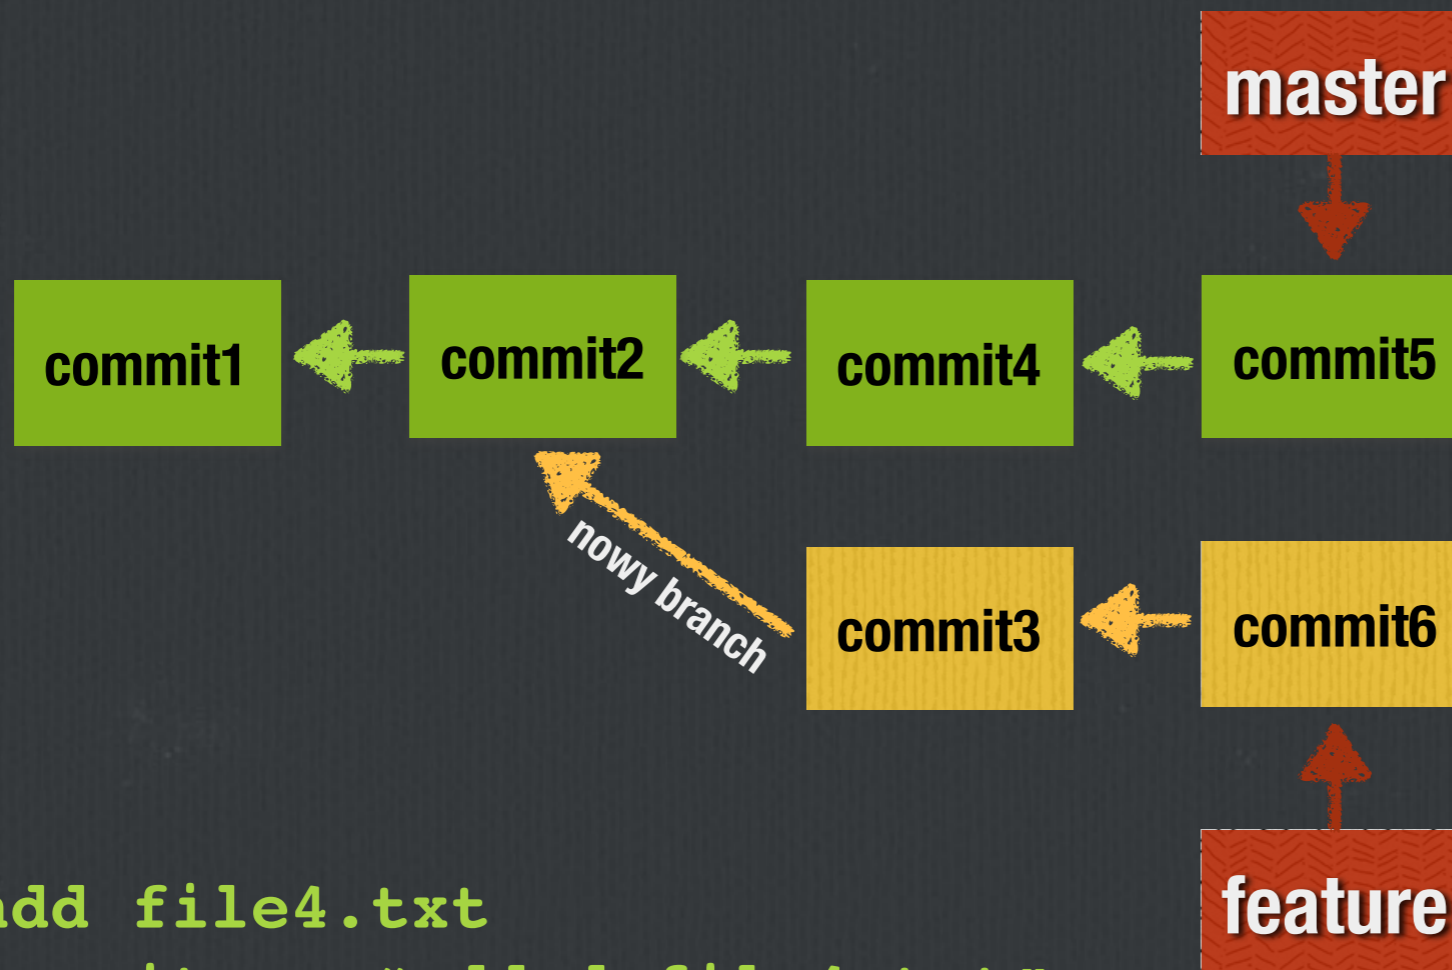 master
commit1
commit2
commit4
commit5
nowy branch
commit3
commit6
feature
add file4.txt